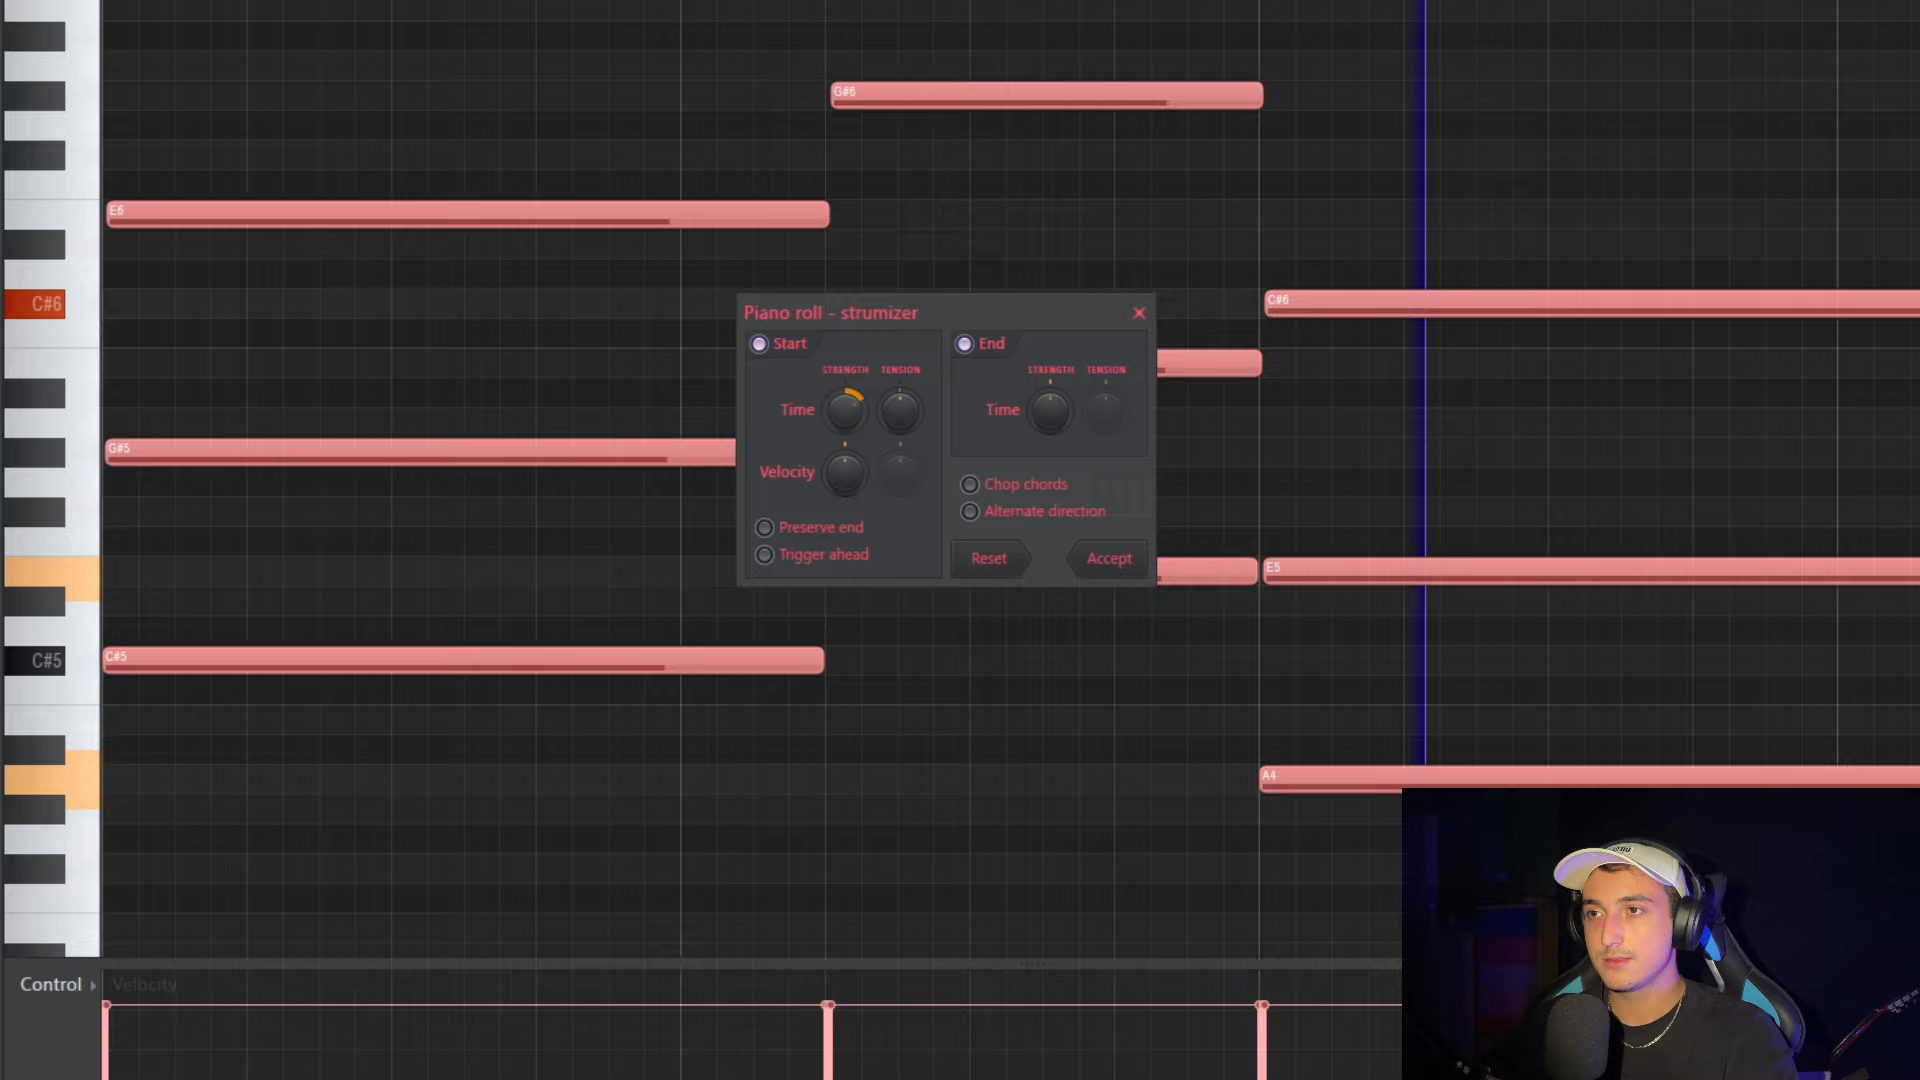 G#6
E6
C#6
C#6
Piano roll - strumizer
Start
End
STRENGTH TENSION
STRENGTH TENSION
Time
Time
G#5
Velocity
Chop chords
Preserve end
Alternate direction
Trigger ahead
Reset
Accept
E5
C#5
C#5
A4
Control
Velocity